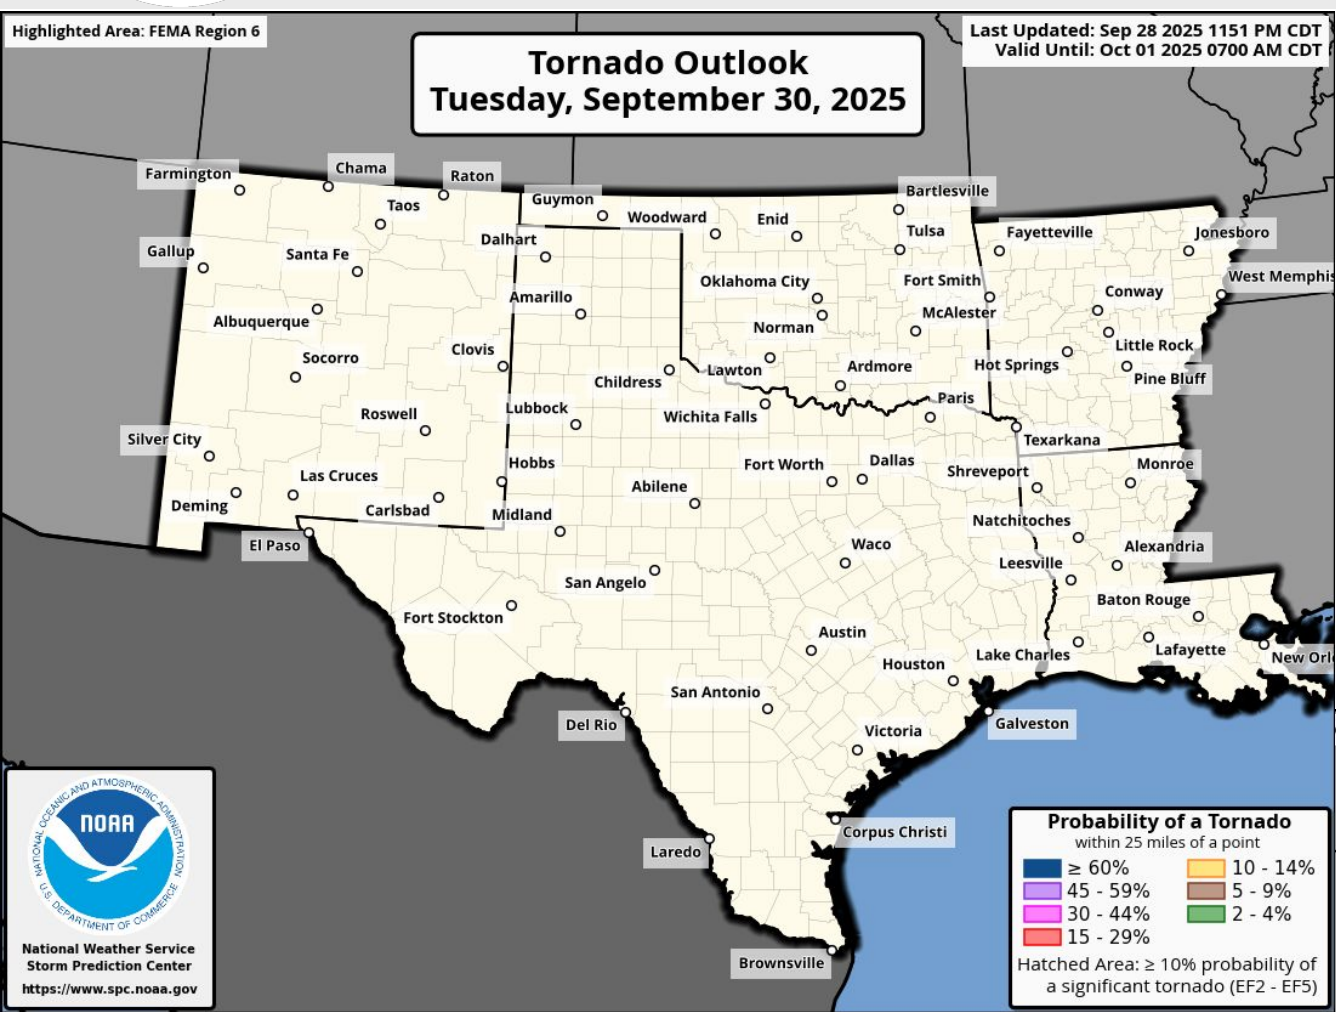 Highlighted Area: FEMA Region 6
Last Updated: Sep 28 2025 1151 PM CDT
Valid Until: Oct 01 2025 0700 AM CDT
Tornado Outlook
Tuesday, September 30, 2025
Farmington
Chama
Raton
Taos
Guymon
Woodward
Enid
Bartlesville
Tulsa
Fayetteville
Jonesboro
Gallup
Santa Fe
Dalhart
Oklahoma City
Fort Smith
Conway
West Memphis
Albuquerque
Amarillo
Norman
McAlester
Little Rock
Socorro
Clovis
Childress
Lawton
Ardmore
Hot Springs
Pine Bluff
Roswell
Lubbock
Wichita Falls
Paris
Silver City
Texarkana
Las Cruces
Hobbs
Abilene
Fort Worth
Dallas
Shreveport
Monroe
Deming
Carlsbad
Midland
Natchitoches
El Paso
Waco
Alexandria
San Angelo
Leesville
Fort Stockton
Baton Rouge
Austin
Houston
Lake Charles
Lafayette
New Orl
San Antonio
Del Rio
Victoria
Galveston
Corpus Christi
Laredo
Brownsville
NATIONAL OCEANIC AND ATMOSPHERIC ADMINISTRATION
NOAA
U.S. DEPARTMENT OF COMMERCE
National Weather Service
Storm Prediction Center
https://www.spc.noaa.gov
Probability of a Tornado
within 25 miles of a point
≥ 60%
45 - 59%
30 - 44%
15 - 29%
10 - 14%
5 - 9%
2 - 4%
Hatched Area: ≥ 10% probability of
a significant tornado (EF2 - EF5)